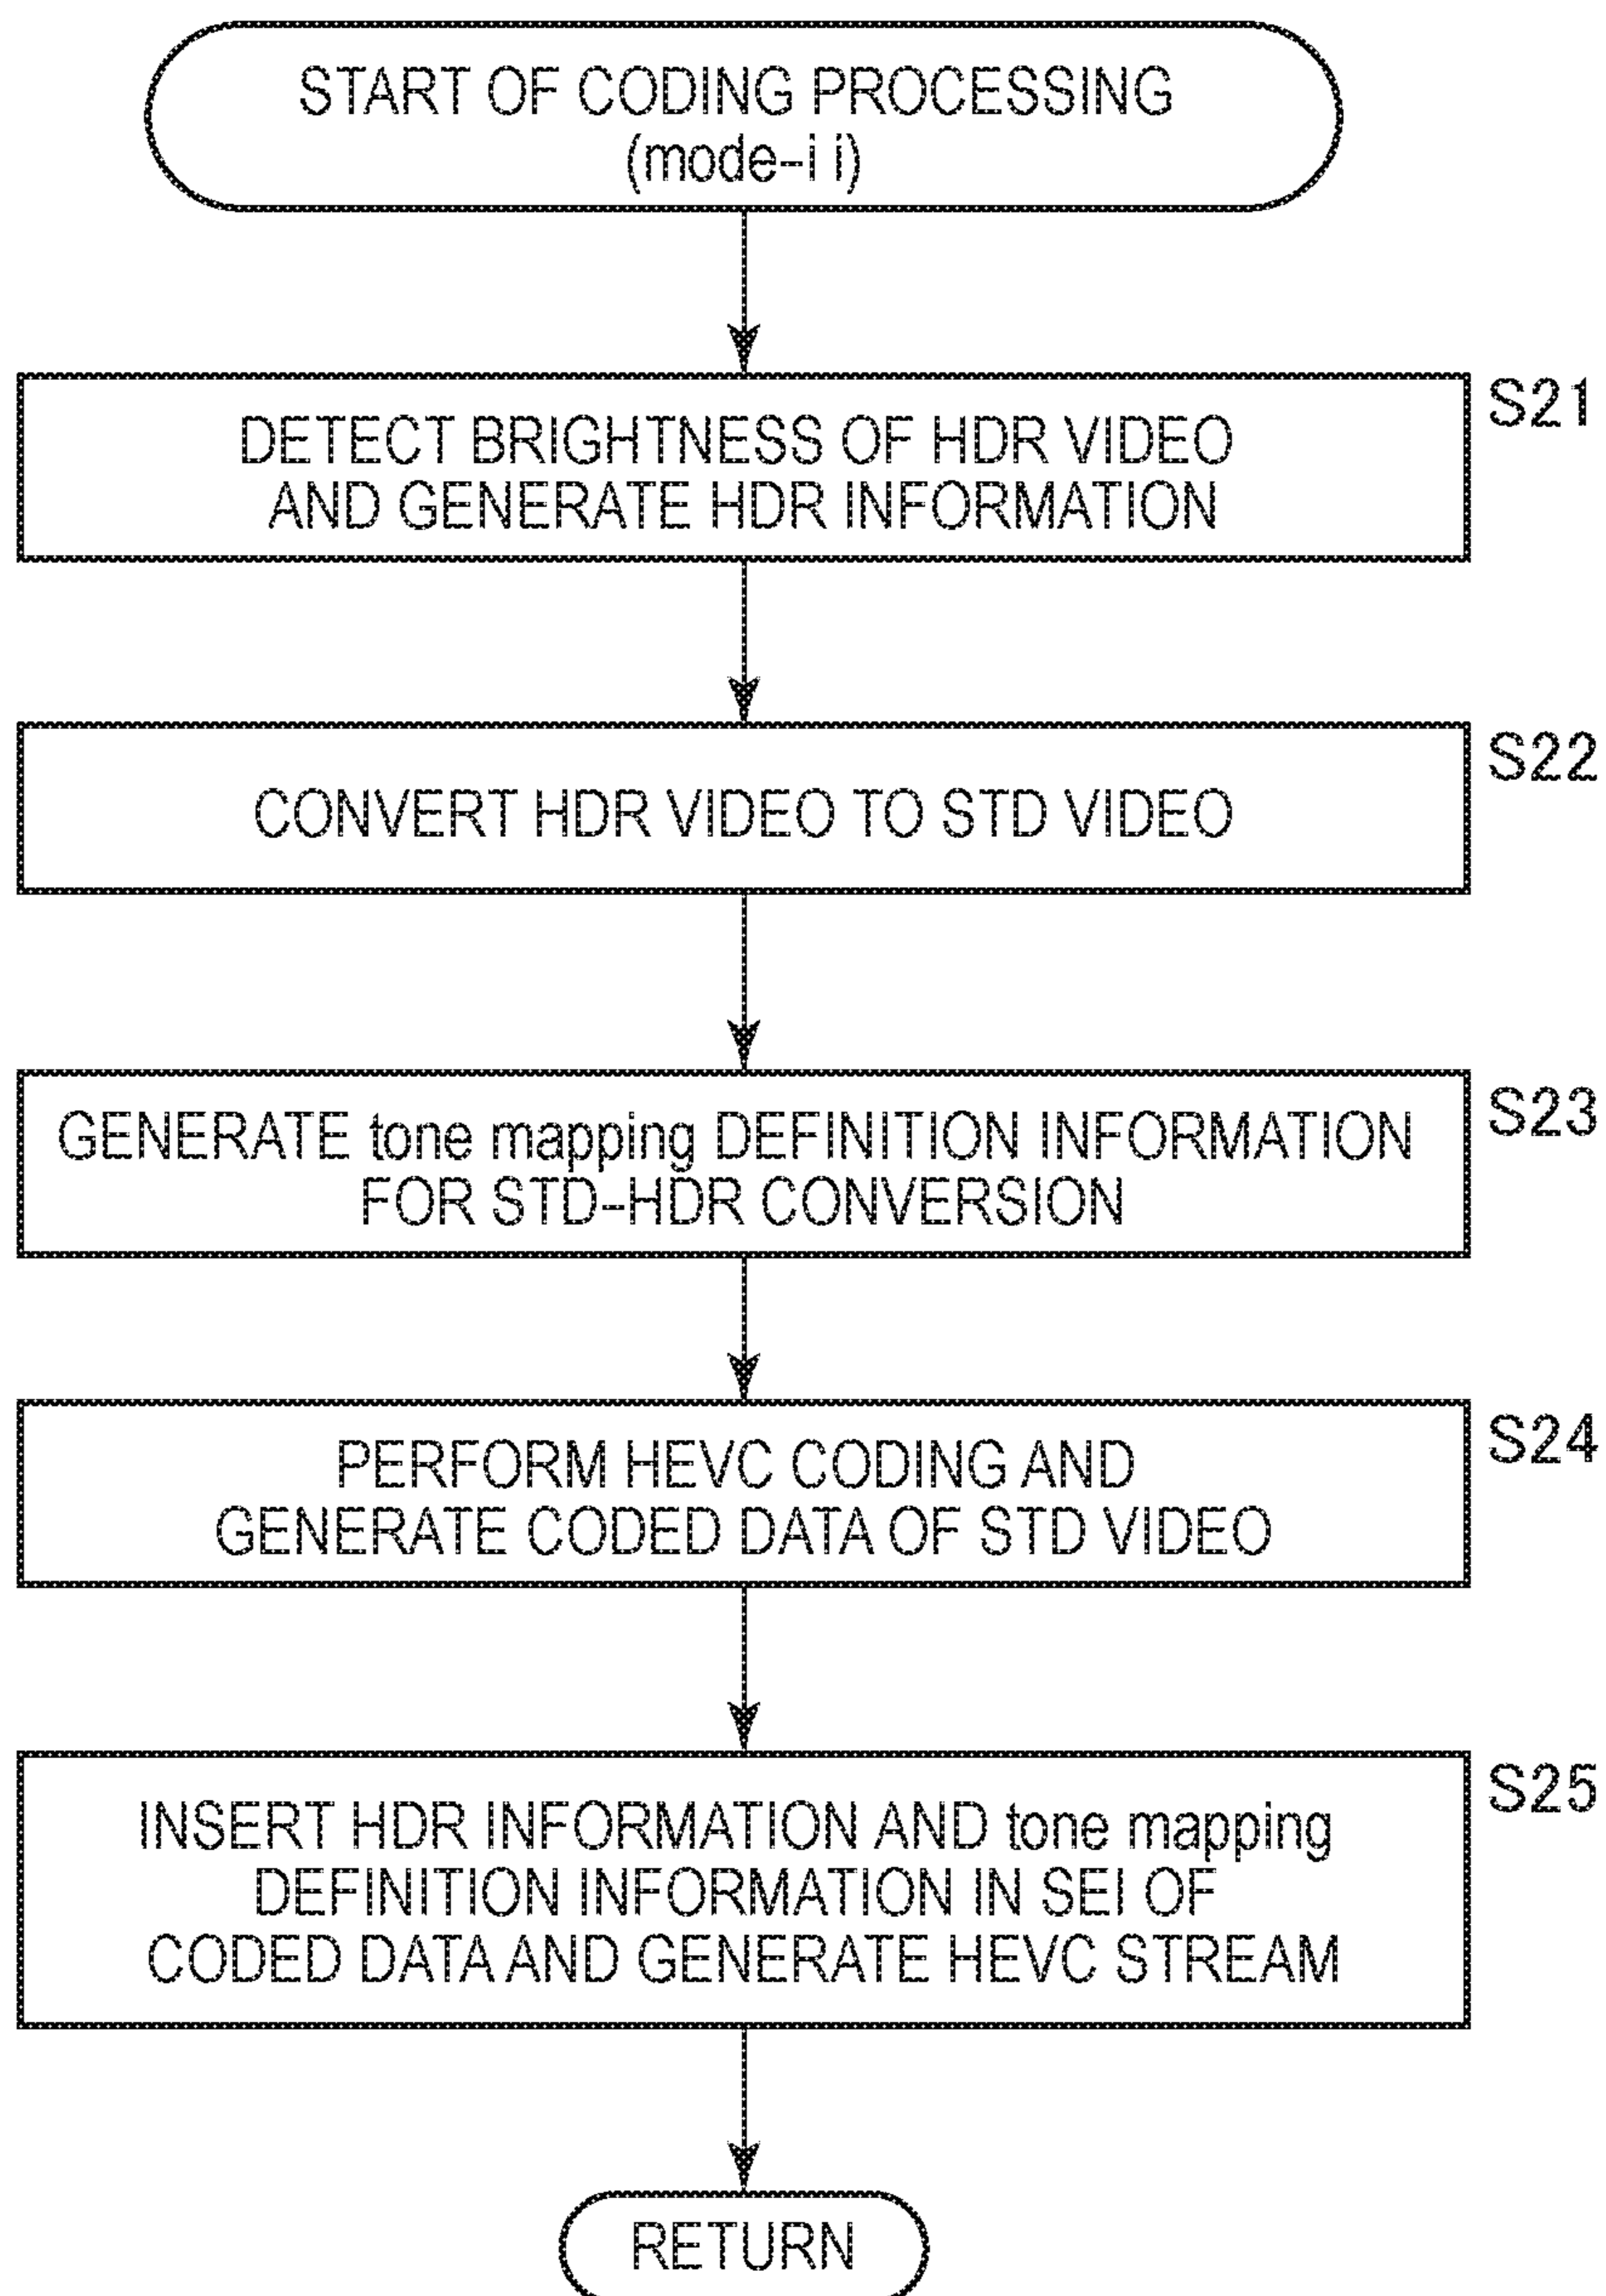 START OF CODING PROCESSING
(mode-ii)
S21
DETECT BRIGHTNESS OF HDR VIDEO
AND GENERATE HDR INFORMATION
S22
CONVERT HDR VIDEO TO STD VIDEO
S23
GENERATE tone mapping DEFINITION INFORMATION
FOR STD-HDR CONVERSION
S24
PERFORM HEVC CODING AND
GENERATE CODED DATA OF STD VIDEO
S25
INSERT HDR INFORMATION AND tone mapping
DEFINITION INFORMATION IN SEI OF
CODED DATA AND GENERATE HEVC STREAM
RETURN